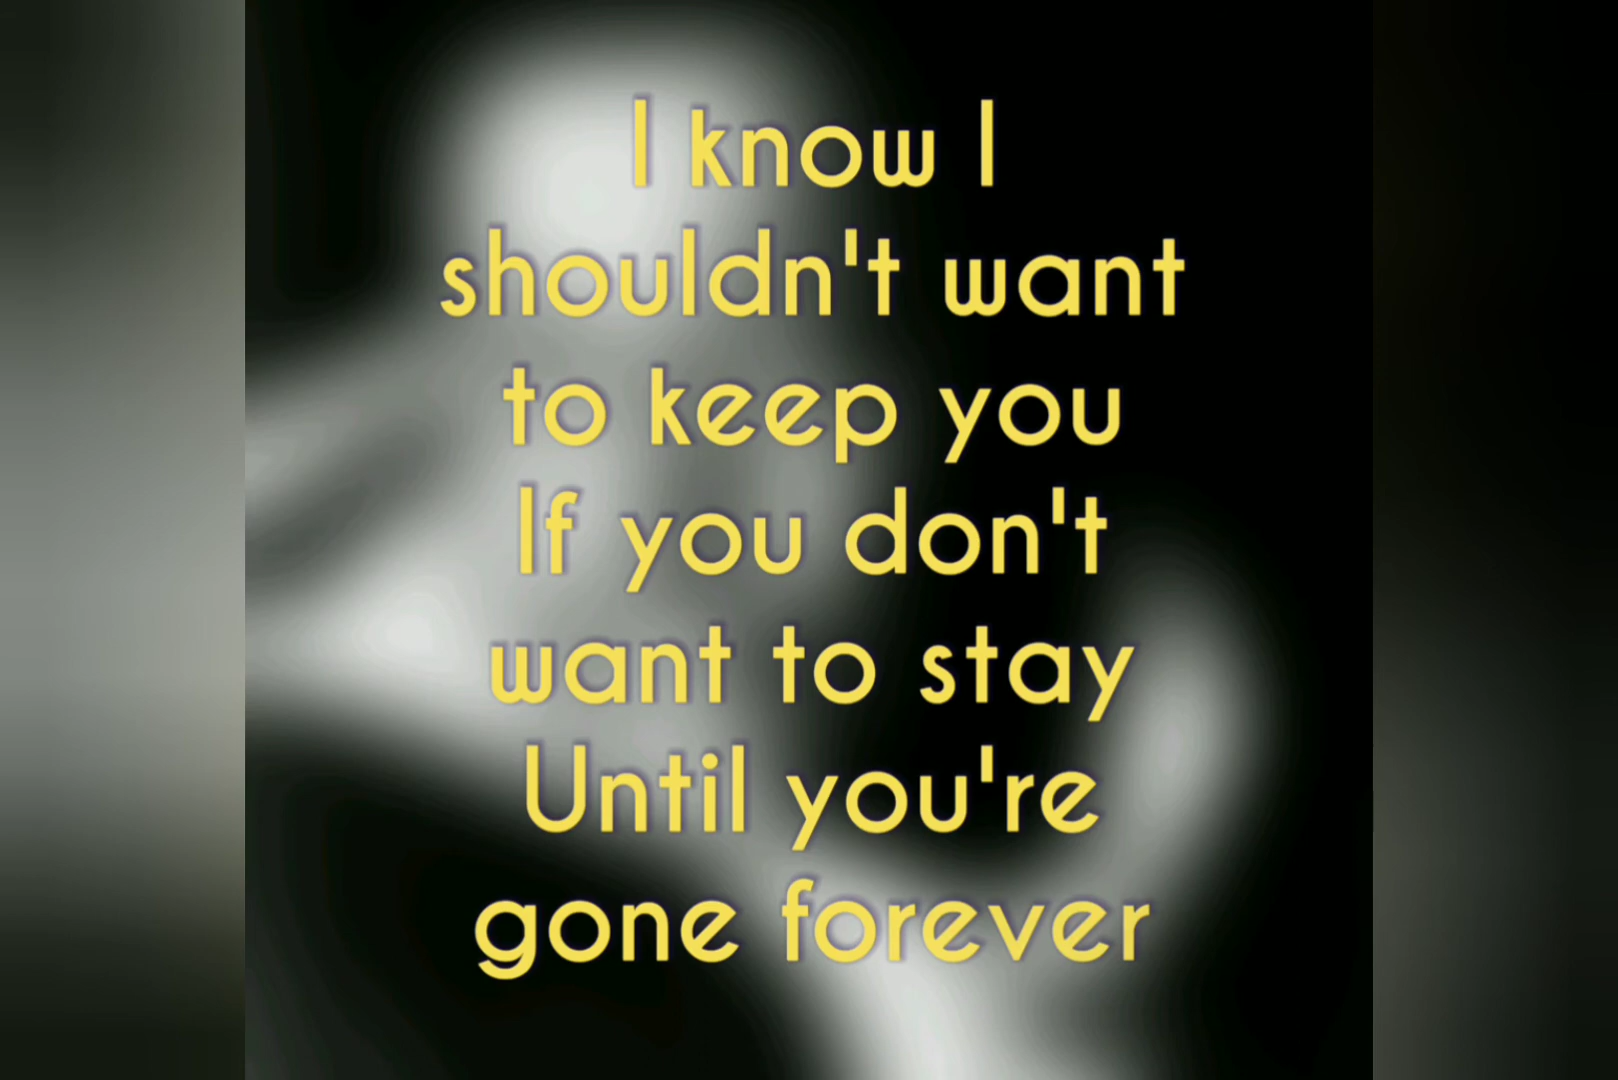 I know I
shouldn't want
to keep you
If you don't
want to stay
Until you're
gone forever